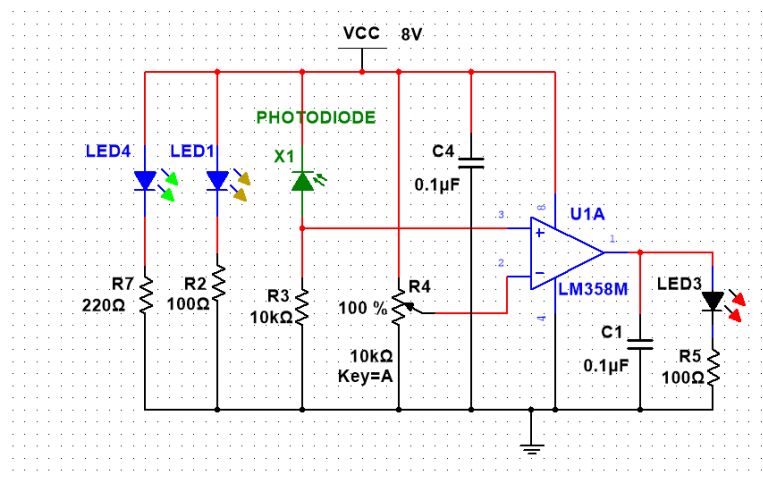 VCC 8V
PHOTODIODE
LED4
LED1
X1
C4
0.1µF
3
2
8
4
1
+
−
U1A
LM358M
R7
220Ω
R2
100Ω
R3
10kΩ
R4
100 %
10kΩ
Key=A
C1
0.1µF
LED3
R5
100Ω